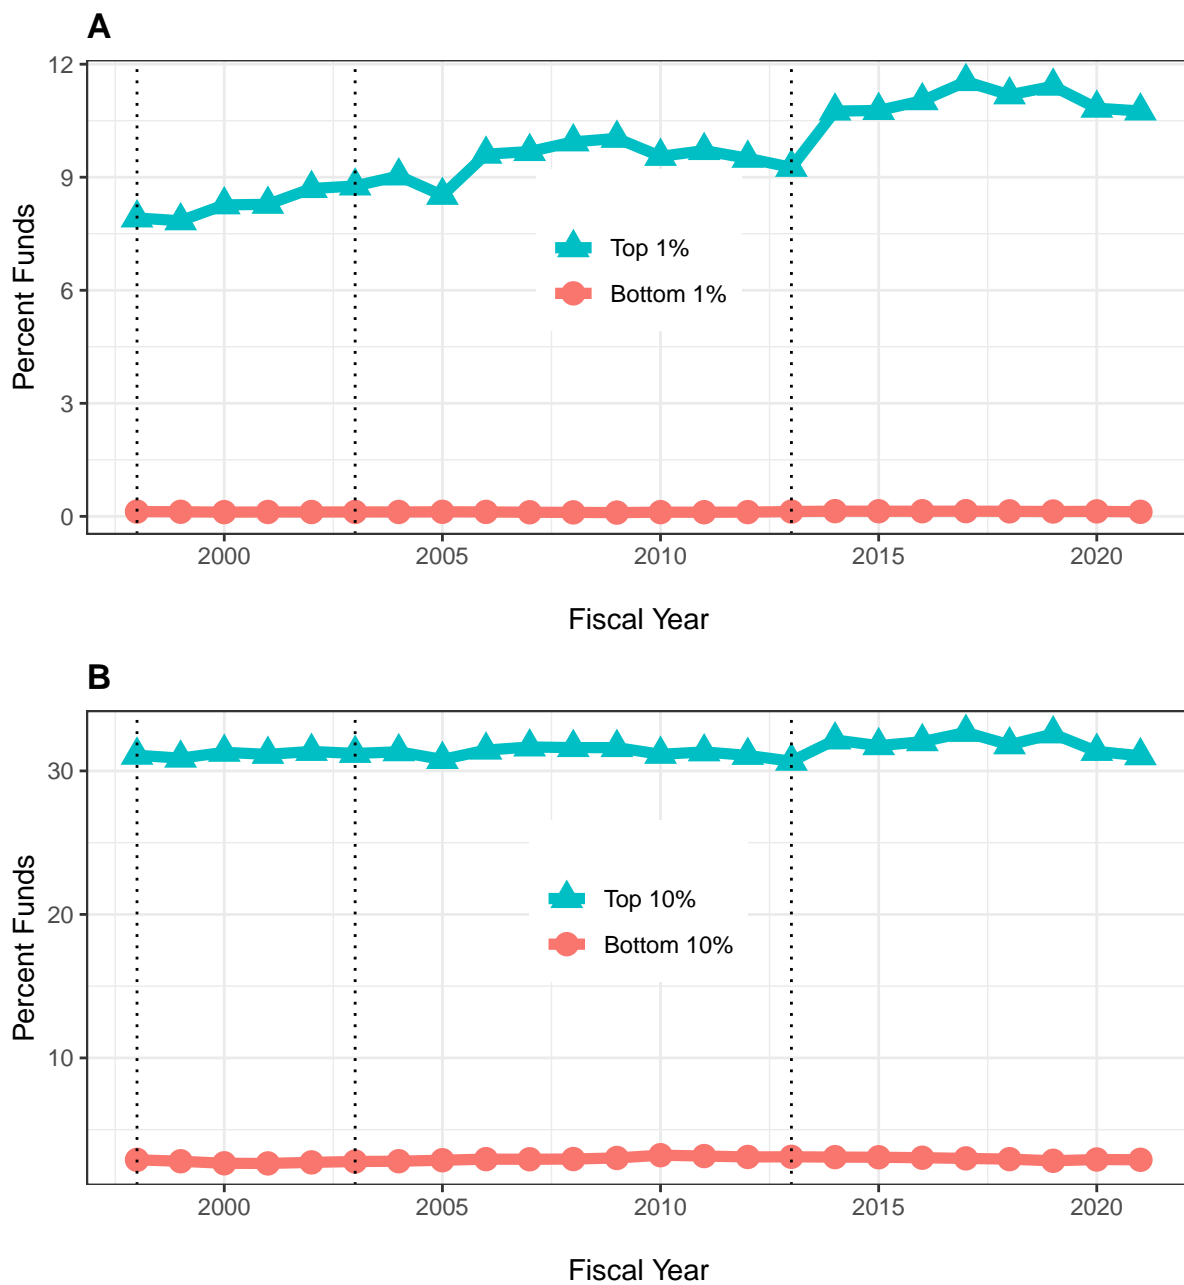 A
Percent Funds
12
9
6
3
0
Top 1%
Bottom 1%
2000 2005 2010 2015 2020
Fiscal Year
B
Percent Funds
30
20
10
Top 10%
Bottom 10%
2000 2005 2010 2015 2020
Fiscal Year